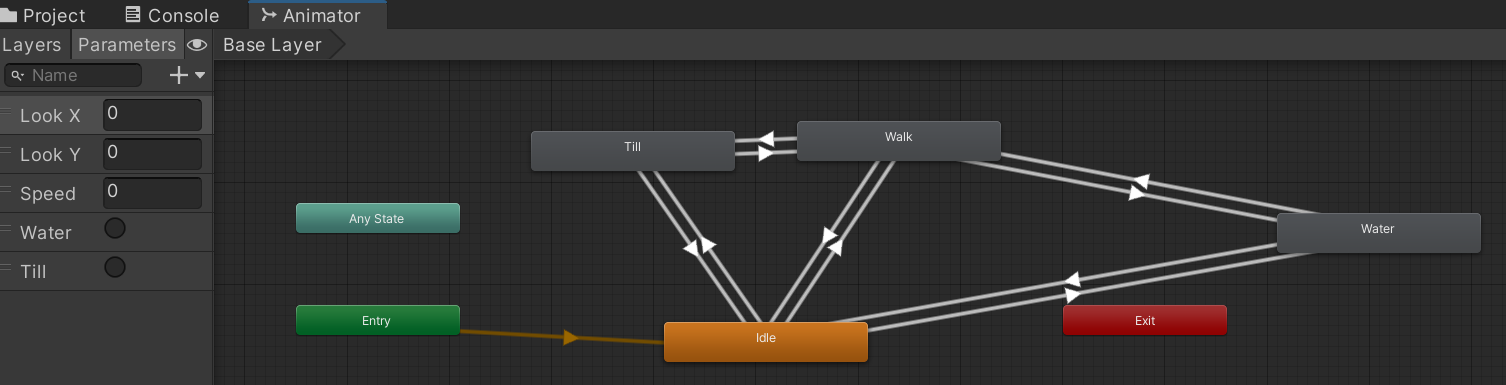 Project Console Animator
Layers Parameters Base Layer
Name
Look X 0
Look Y 0
Speed 0
Water
Till
Till
Walk
Any State
Water
Entry
Idle
Exit